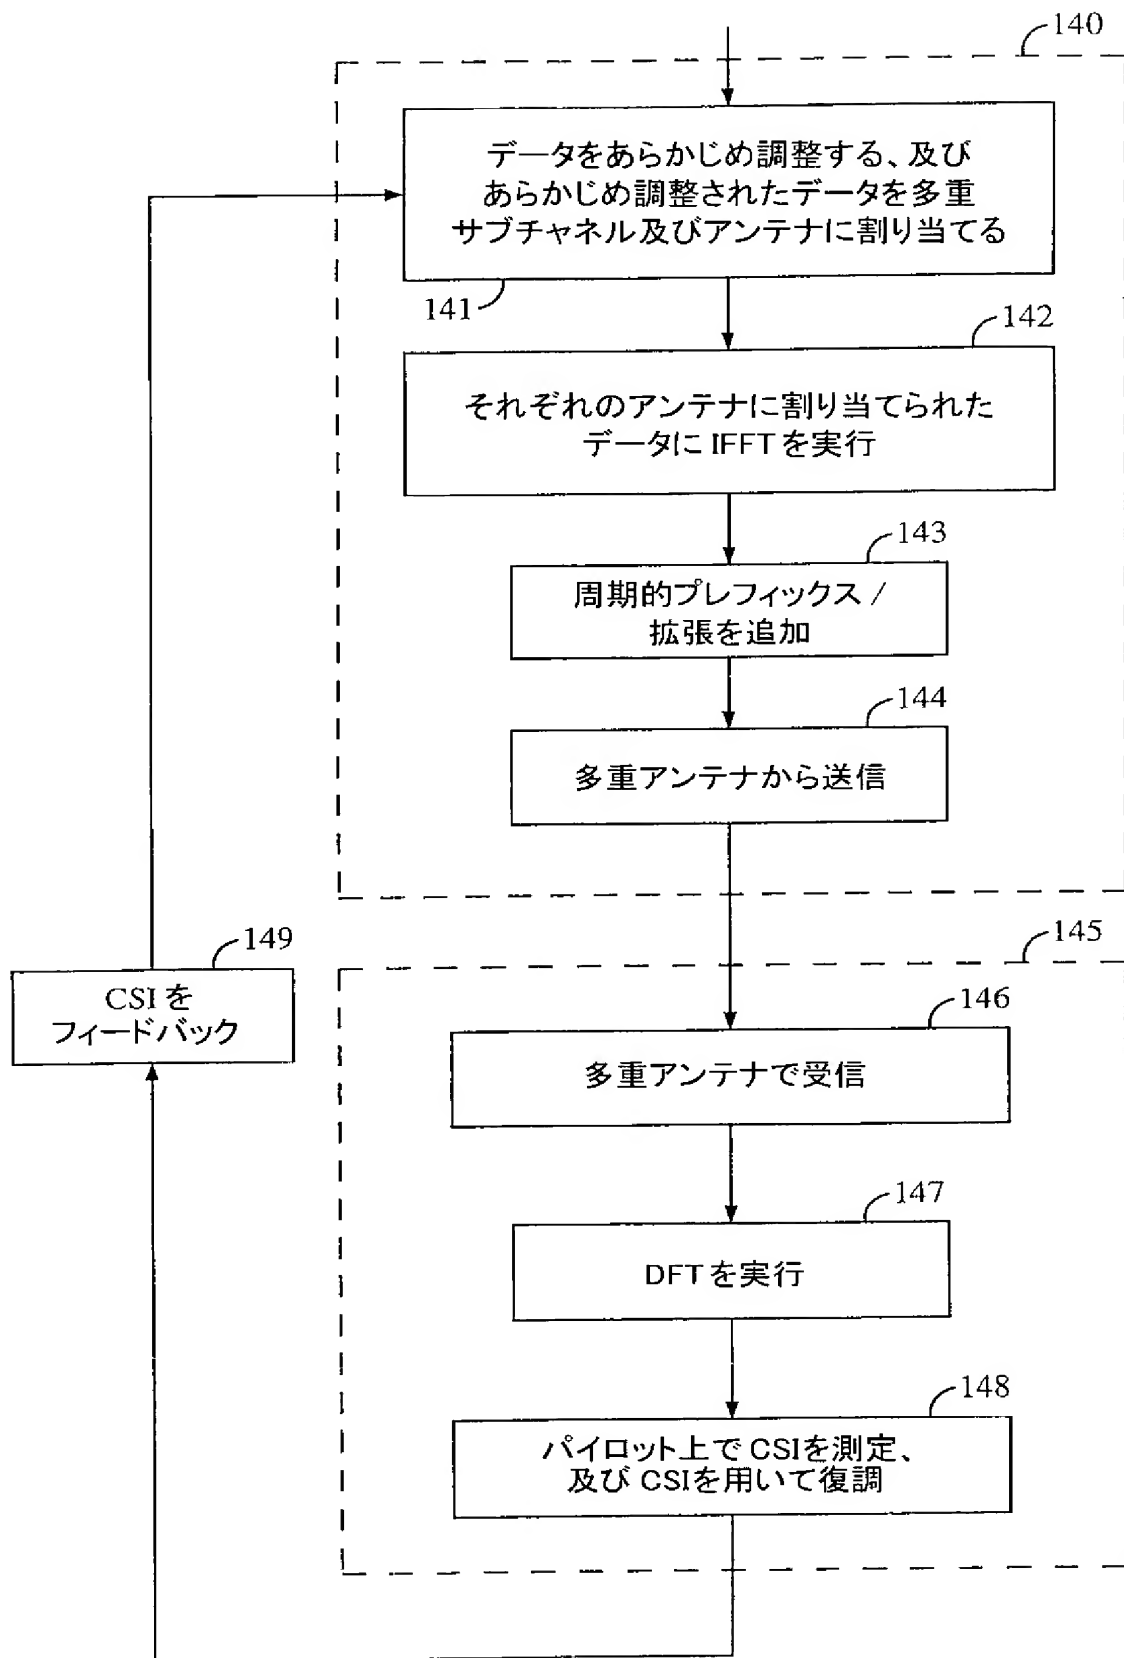 140
データをあらかじめ調整する、及び
あらかじめ調整されたデータを多重
サブチャネル及びアンテナに割り当てる
141
142
それぞれのアンテナに割り当てられた
データに IFFT を実行
143
周期的プレフィックス /
拡張を追加
144
多重アンテナから送信
149
CSI を
フィードバック
145
146
多重アンテナで受信
147
DFT を実行
148
パイロット上で CSIを測定、
及び CSIを用いて復調